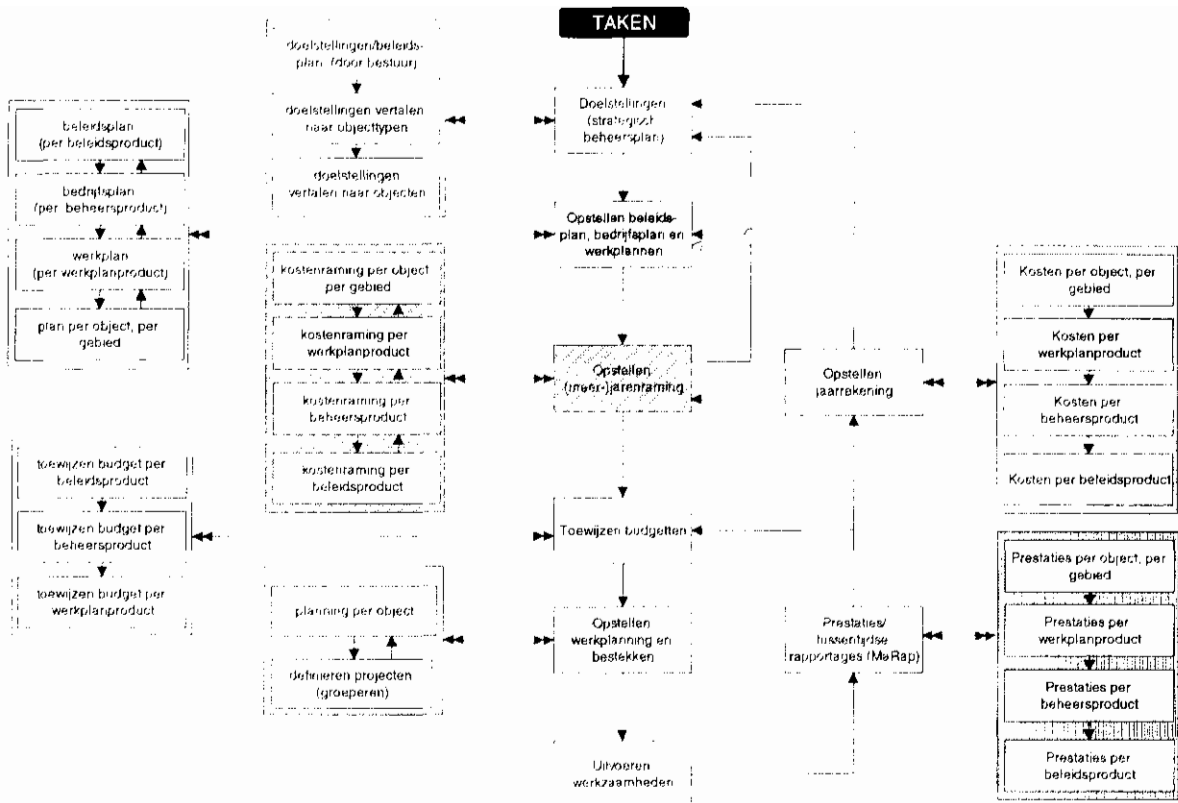 TAKEN
doelstellingen/beleids-
plan (door bestuur)
doelstellingen vertalen
naar objecttypen
doelstellingen
vertalen naar objecten
Doelstellingen
(strategisch
beheersplan)
beleidsplan
(per beleidsproduct)
bedrijfsplan
(per beheersproduct)
werkplan
(per werkplanproduct)
plan per object, per
gebied
Opstellen beleids-
plan, bedrijfsplan en
werkplannen
kostenraming per object
per gebied
kostenraming per
werkplanproduct
kostenraming per
beheersproduct
kostenraming per
beleidsproduct
Opstellen
(meer-)jarenraming
Opstellen
jaarrekening
Kosten per object, per
gebied
Kosten per
werkplanproduct
Kosten per
beheersproduct
Kosten per beleidsproduct
toewijzen budget per
beleidsproduct
toewijzen budget per
beheersproduct
toewijzen budget per
werkplanproduct
Toewijzen budgetten
planning per object
definieren projecten
(groeperen)
Opstellen
werkplanning en
bestekken
Prestaties/
tussentijdse
rapportages (MaRap)
Prestaties per object, per
gebied
Prestaties per
werkplanproduct
Prestaties per
beheersproduct
Prestaties per
beleidsproduct
Uitvoeren
werkzaamheden